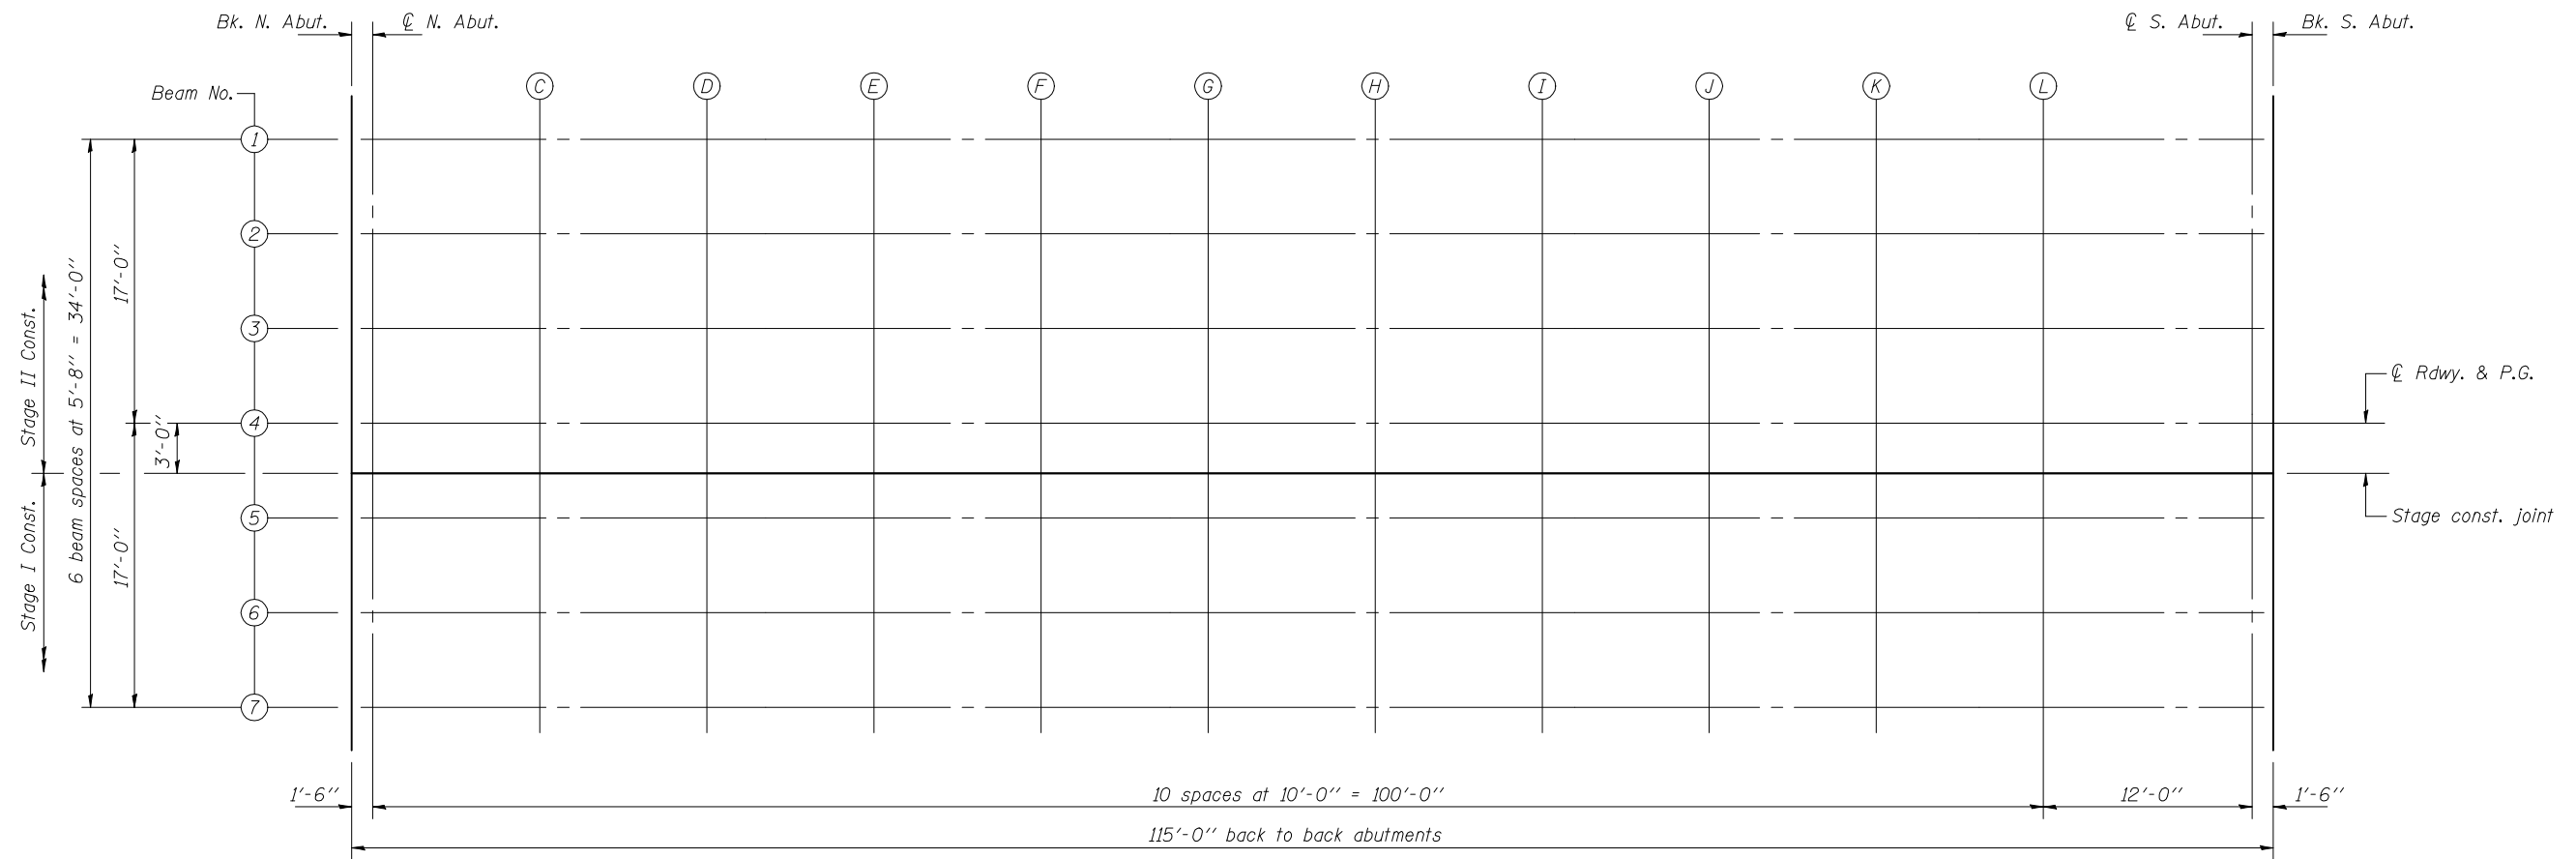 Bk. N. Abut.
℄ N. Abut.
℄ S. Abut.
Bk. S. Abut.
Beam No.
C
D
E
F
G
H
I
J
K
L
1
2
3
4
5
6
7
Stage II Const.
Stage I Const.
6 beam spaces at 5'-8" = 34'-0"
17'-0"
17'-0"
3'-0"
℄ Rdwy. & P.G.
Stage const. joint
1'-6"
10 spaces at 10'-0" = 100'-0"
12'-0"
1'-6"
115'-0" back to back abutments